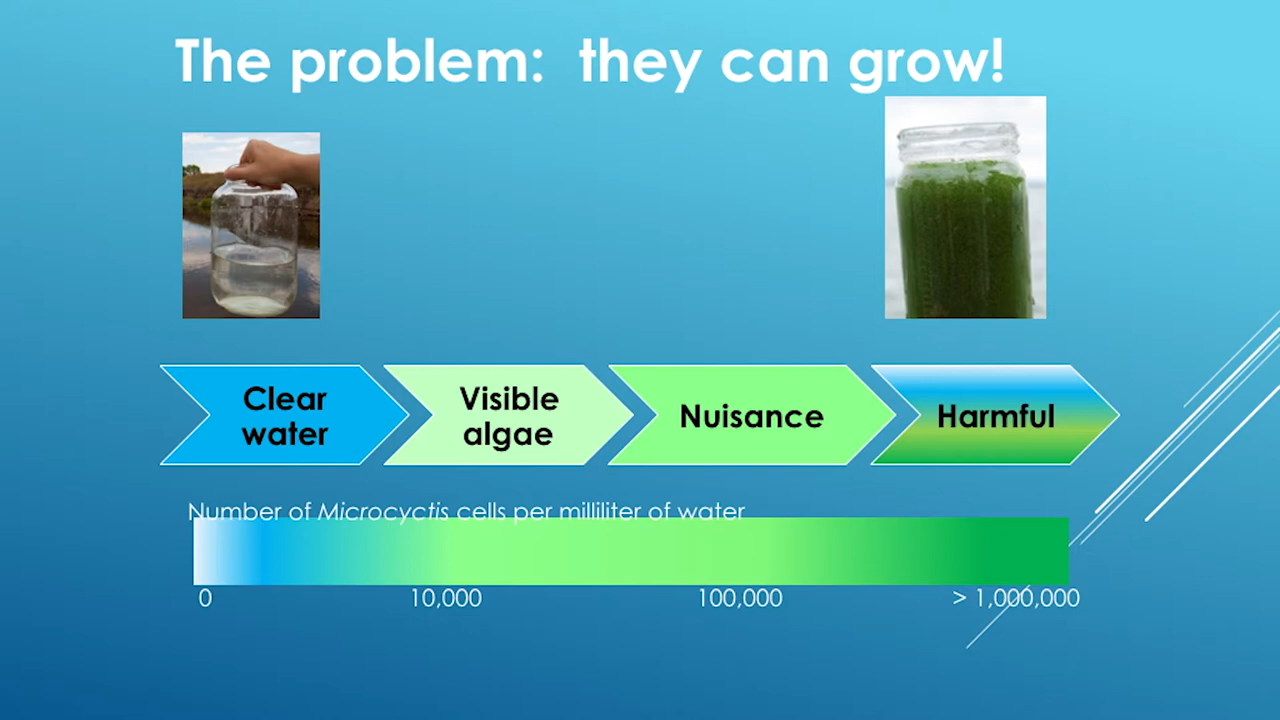 The problem:  they can grow!
Clear
water
Visible
algae
Nuisance
Harmful
Number of Microcyctis cells per milliliter of water
0
10,000
100,000
> 1,000,000